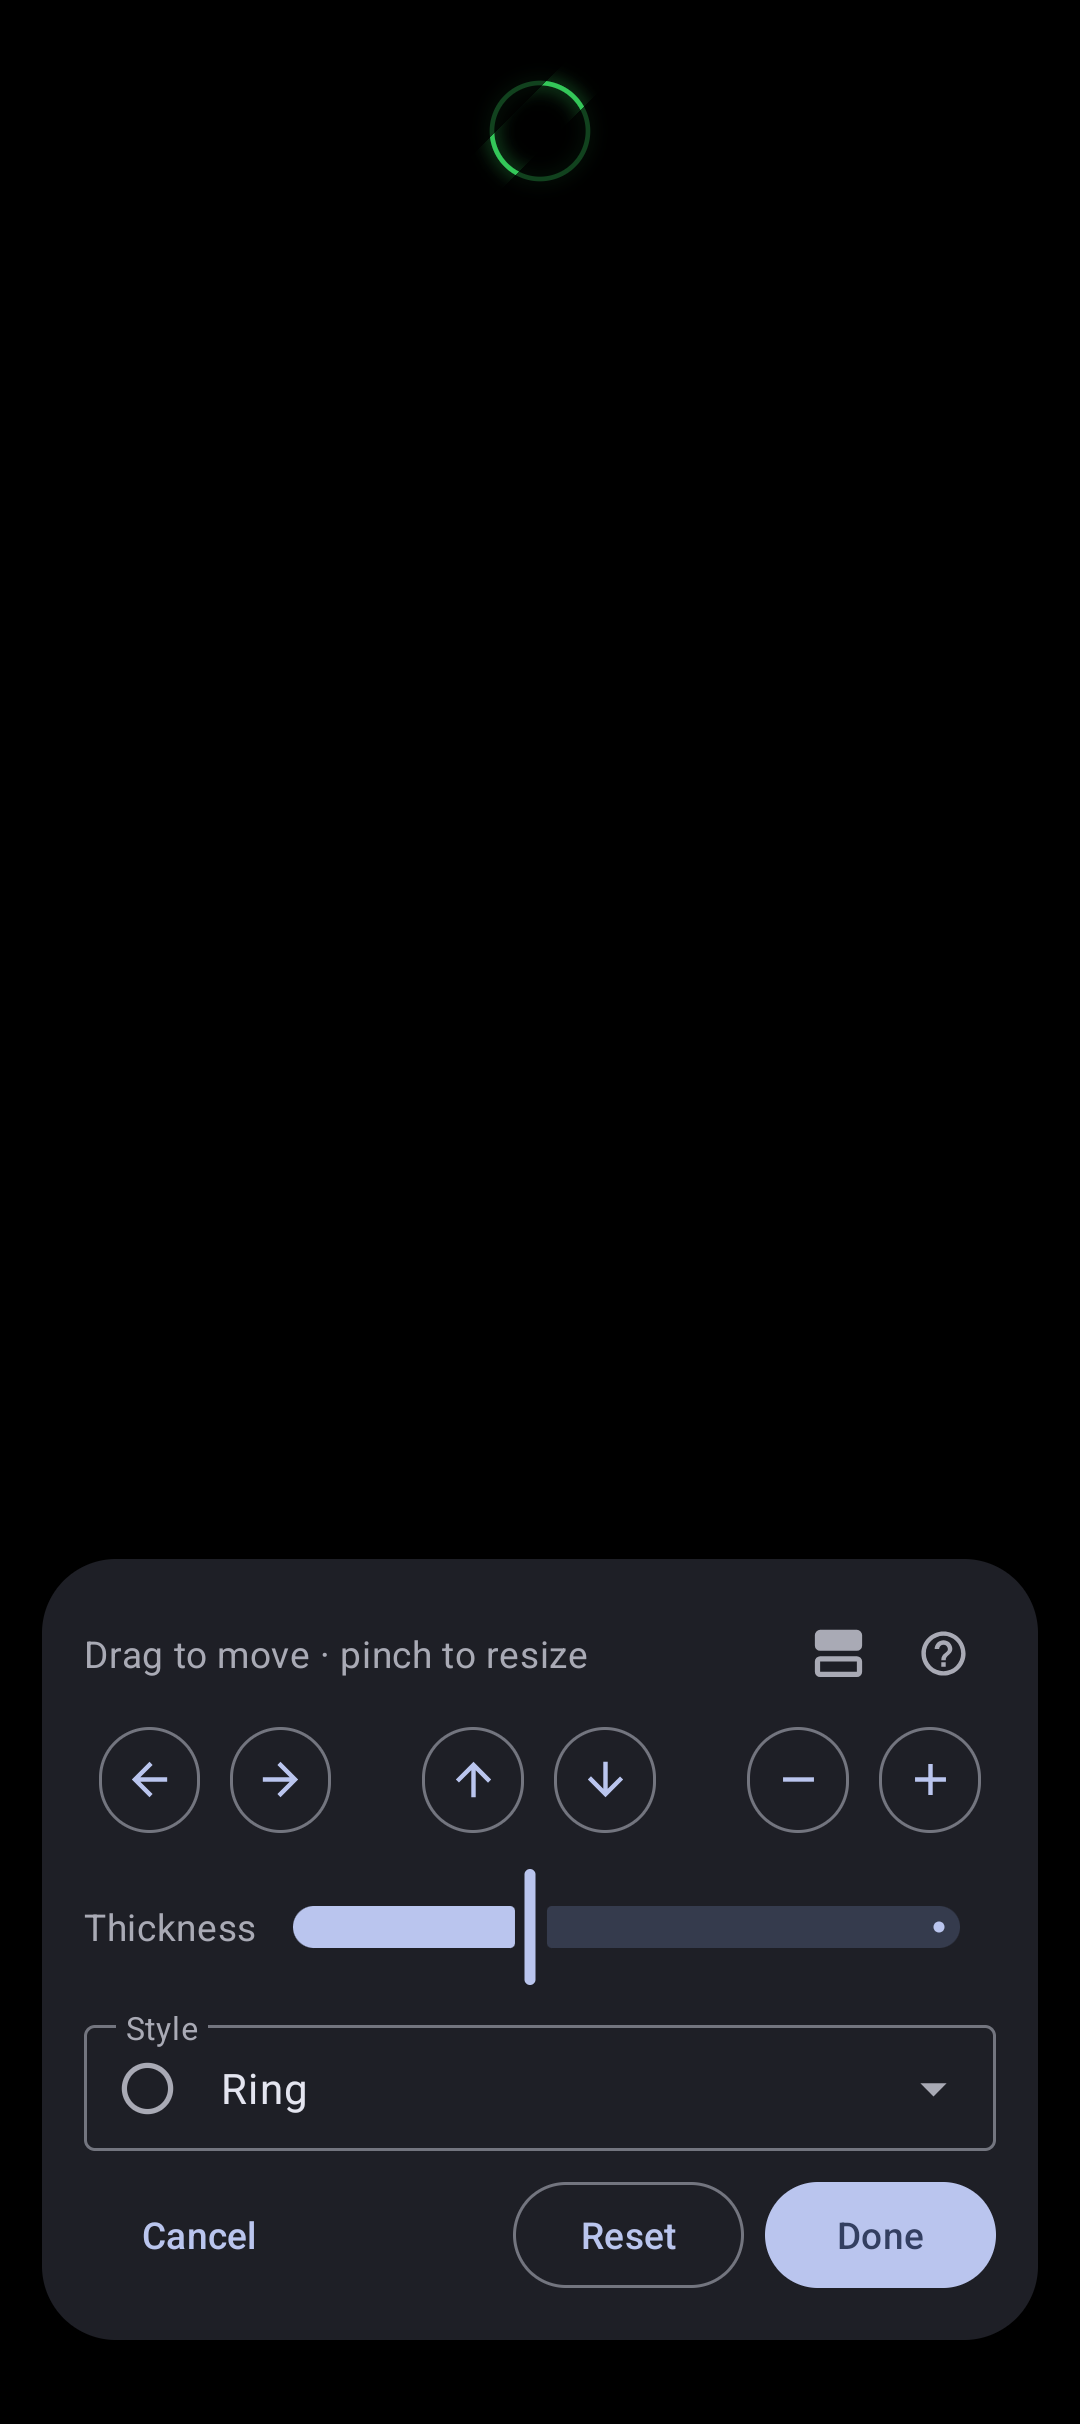 Drag to move · pinch to resize
Thickness
Style
Ring
Cancel
Reset
Done